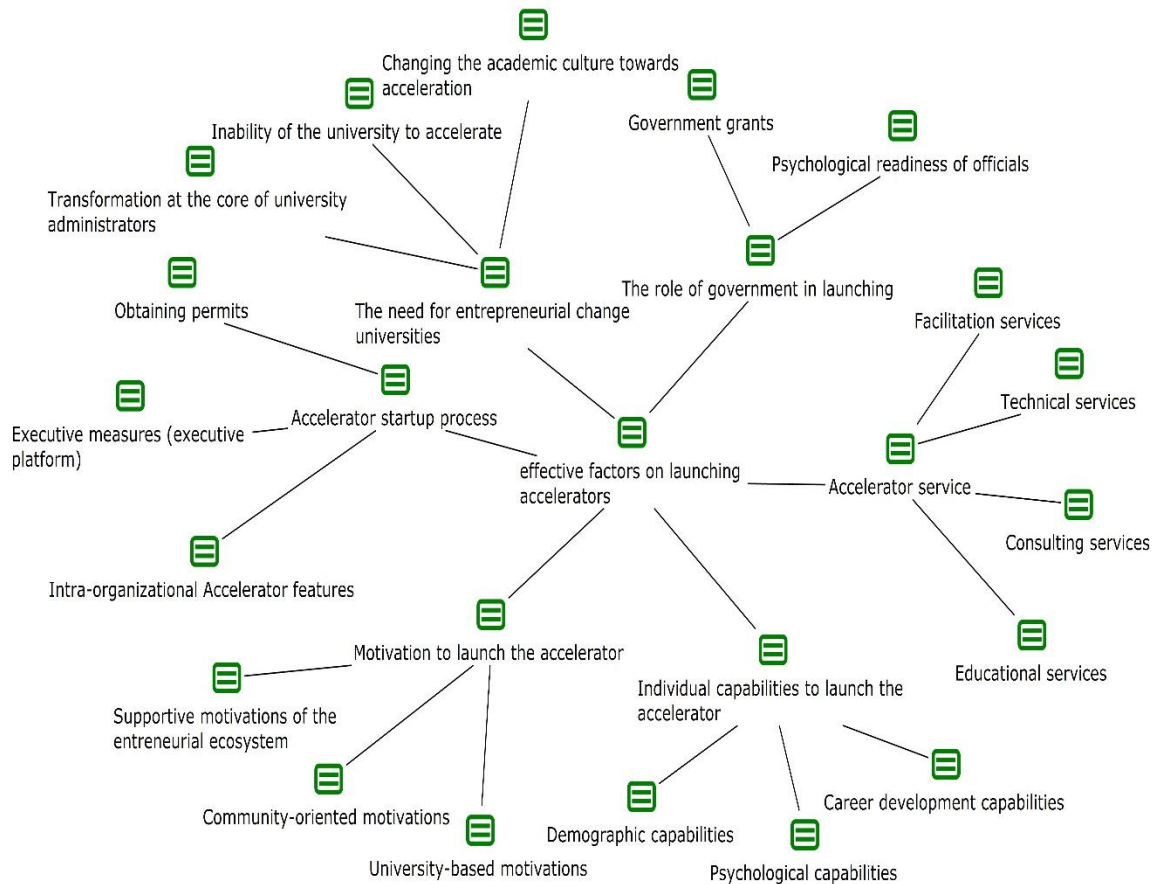 Changing the academic culture towards
acceleration
Government grants
Inability of the university to accelerate
Psychological readiness of officials
Transformation at the core of university
administrators
The role of government in launching
Obtaining permits
The need for entrepreneurial change
universities
Facilitation services
Accelerator startup process
Technical services
Executive measures (executive
platform)
effective factors on launching
accelerators
Accelerator service
Consulting services
Intra-organizational Accelerator features
Motivation to launch the accelerator
Educational services
Individual capabilities to launch the
accelerator
Supportive motivations of the
entreneurial ecosystem
Community-oriented motivations
Career development capabilities
Demographic capabilities
University-based motivations
Psychological capabilities